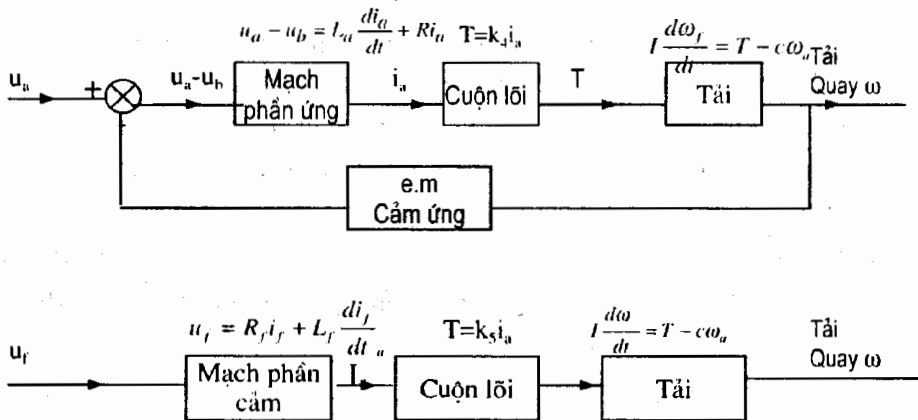 u_a - u_b = L_a di_a/dt + Ri_a
T=k_4i_a
I dω_f/dt = T - cω_a
Tải
Quay ω
u_a
+
u_a-u_b
Mạch
phần ứng
i_a
Cuộn lõi
T
Tải
e.m
Cảm ứng
u_f = R_f i_f + L_f di_f/dt
a
T=k_5i_a
I dω/dt = T - cω_a
Tải
Quay ω
u_f
Mạch phần
cảm
I
Cuộn lõi
Tải